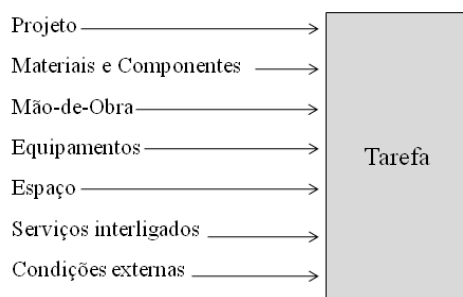 Projeto
Materiais e Componentes
Mão-de-Obra
Equipamentos
Espaço
Serviços interligados
Condições externas
Tarefa